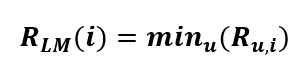 R_LM(i) = min_u(R_u,i)